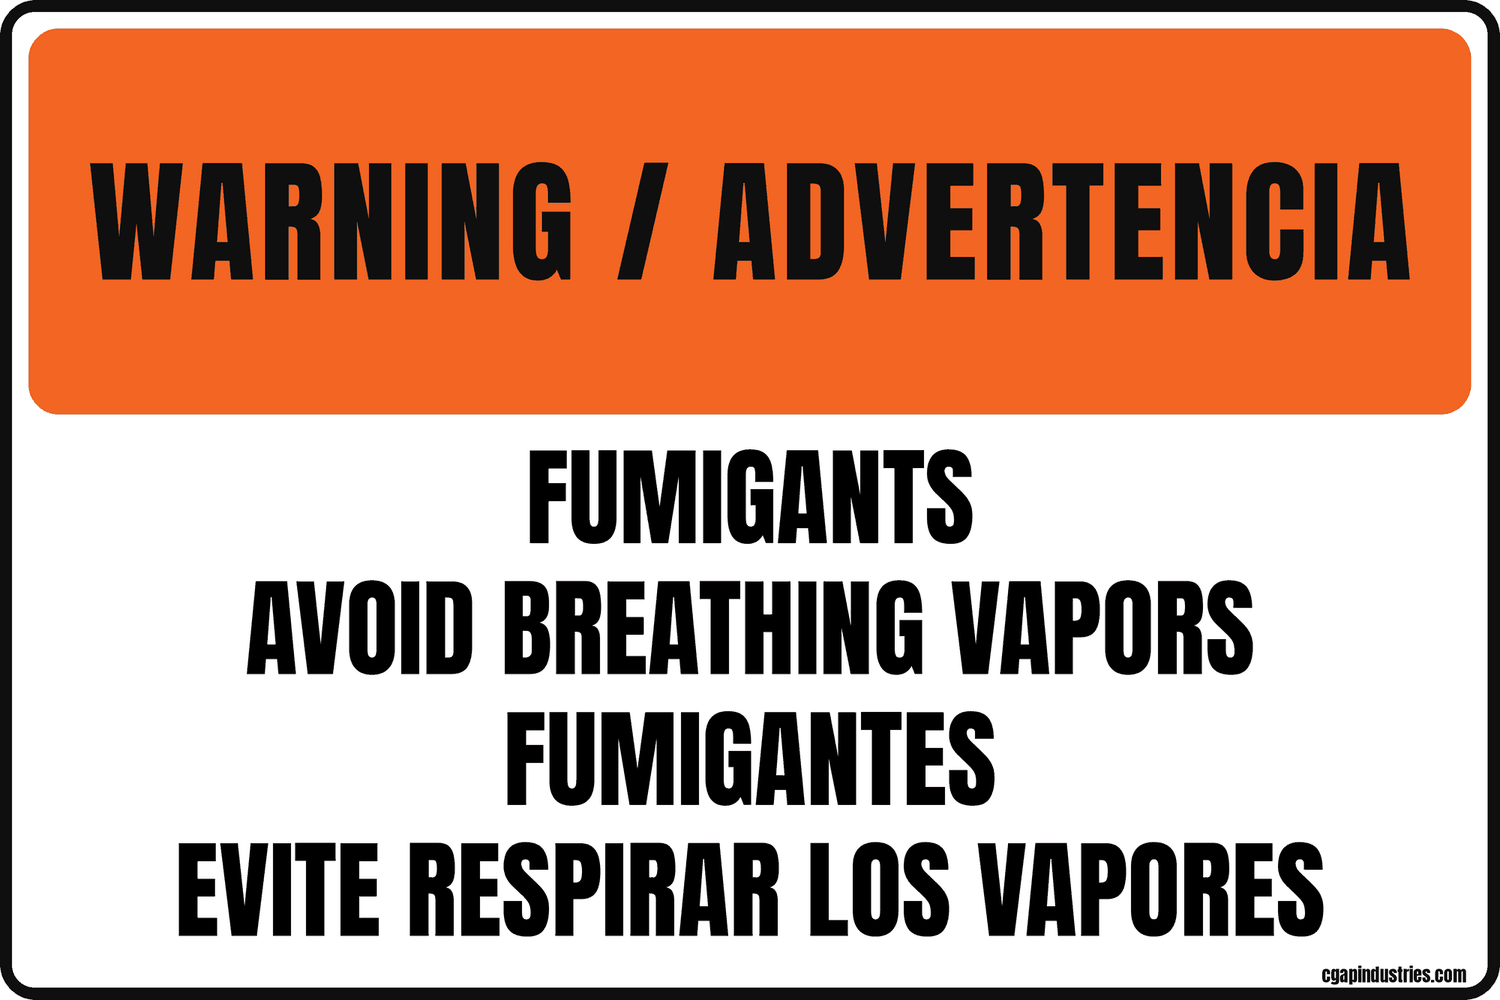 WARNING / ADVERTENCIA
FUMIGANTS
AVOID BREATHING VAPORS
FUMIGANTES
EVITE RESPIRAR LOS VAPORES
cgapindustries.com